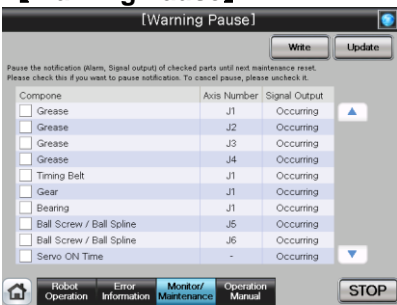 [Warning Pause]
Write Update
Pause the notification (Alarm, Signal output) of checked parts until next maintenance reset.
Please check this if you want to pause notification. To cancel pause, please uncheck it.
Compone Axis Number Signal Output
Grease J1 Occurring
Grease J2 Occurring
Grease J3 Occurring
Grease J4 Occurring
Timing Belt J1 Occurring
Gear J1 Occurring
Bearing J1 Occurring
Ball Screw / Ball Spline J5 Occurring
Ball Screw / Ball Spline J6 Occurring
Servo ON Time - Occurring
Robot Operation Error Information Monitor/ Maintenance Operation Manual STOP